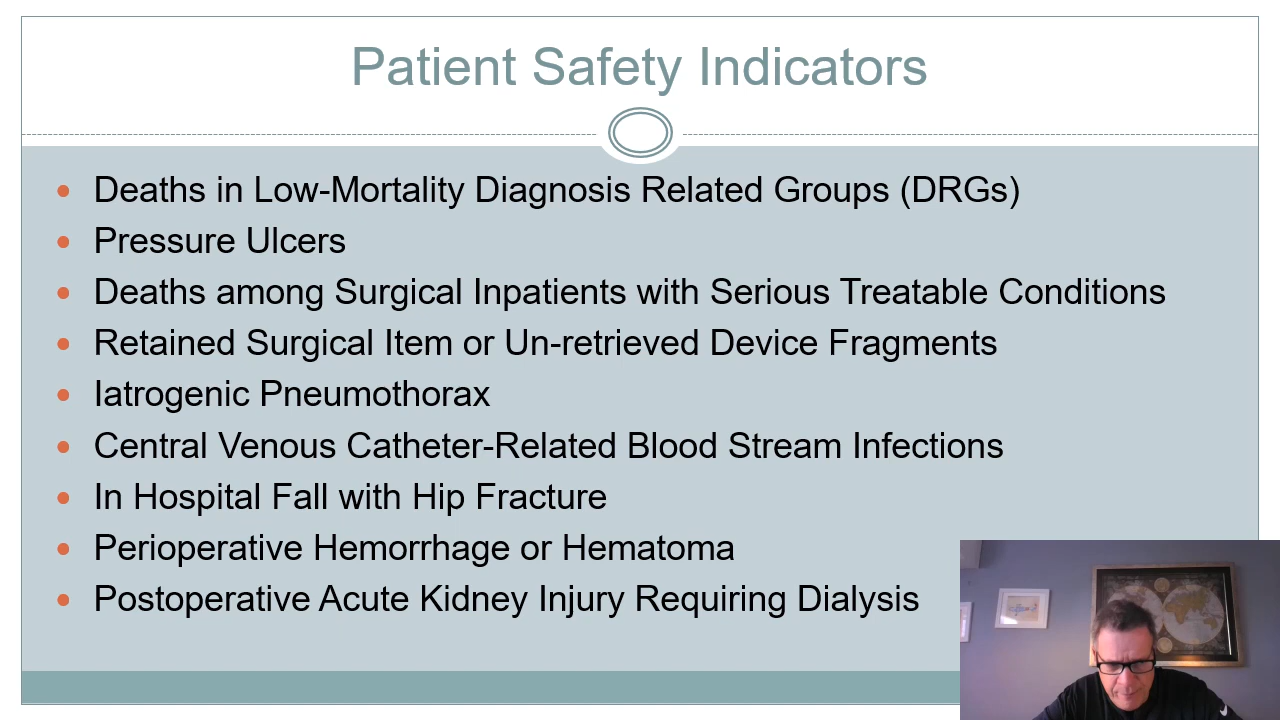 Patient Safety Indicators
Deaths in Low-Mortality Diagnosis Related Groups (DRGs)
Pressure Ulcers
Deaths among Surgical Inpatients with Serious Treatable Conditions
Retained Surgical Item or Un-retrieved Device Fragments
Iatrogenic Pneumothorax
Central Venous Catheter-Related Blood Stream Infections
In Hospital Fall with Hip Fracture
Perioperative Hemorrhage or Hematoma
Postoperative Acute Kidney Injury Requiring Dialysis